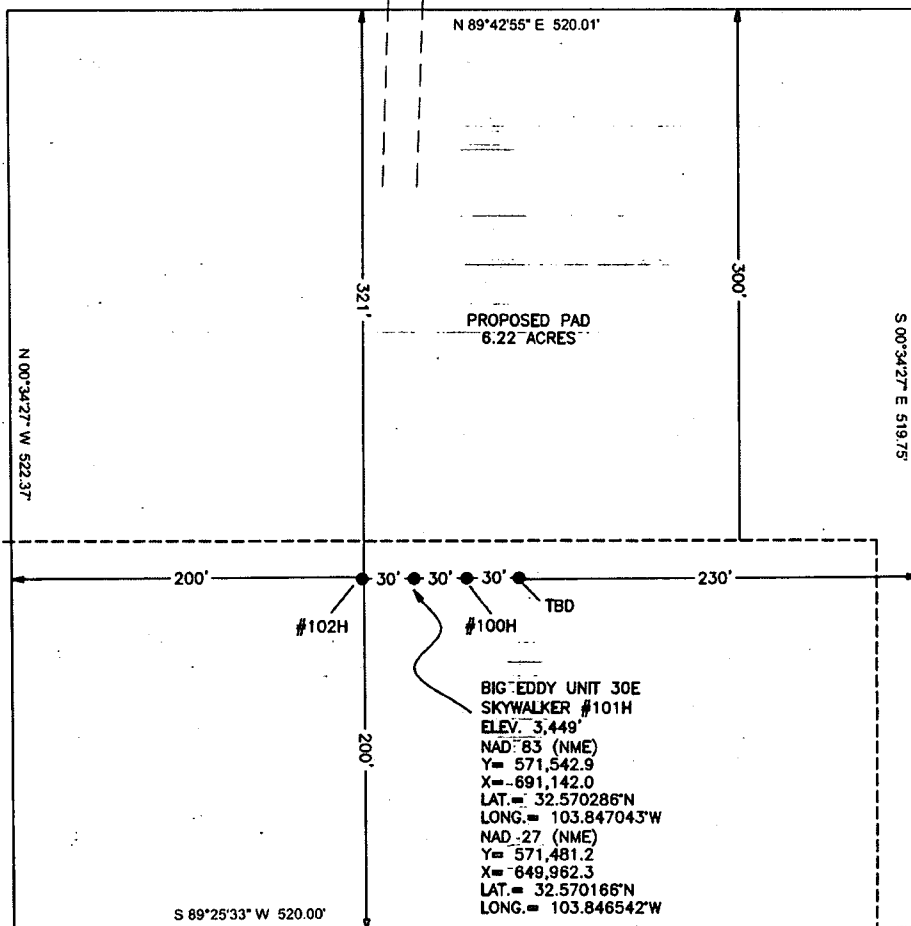 N 89°42'55" E 520.01'
321'
300'
PROPOSED PAD
6.22 ACRES
N 00°34'27" W 522.37'
S 00°34'27" E 519.75'
200'
30'
30'
30'
230'
#102H
#100H
TBD
200'
BIG EDDY UNIT 30E
SKYWALKER #101H
ELEV. 3,449'
NAD 83 (NME)
Y= 571,542.9
X= 691,142.0
LAT.= 32.570286°N
LONG.= 103.847043°W
NAD 27 (NME)
Y= 571,481.2
X= 649,962.3
LAT.= 32.570166°N
LONG.= 103.846542°W
S 89°25'33" W 520.00'